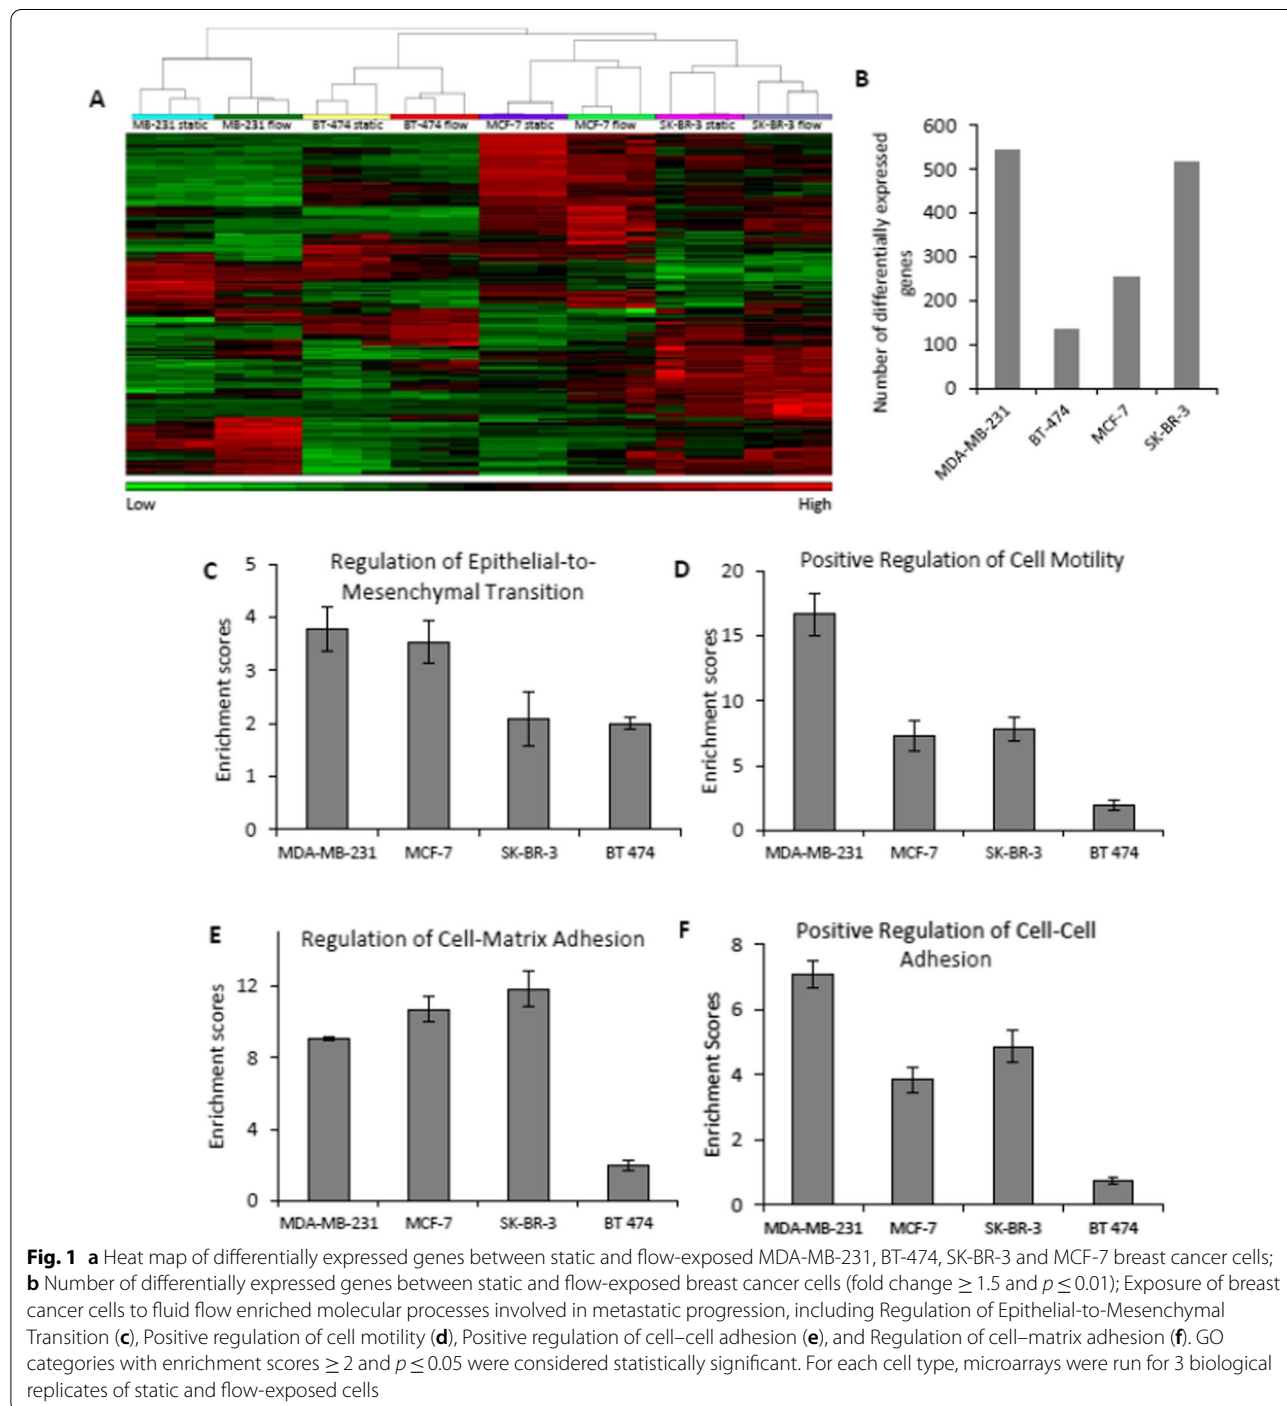 A
MB-231 static MB-231 flow BT-474 static BT-474 flow MCF-7 static MCF-7 flow SK-BR-3 static SK-BR-3 flow
Low High
B
Number of differentially expressed
genes
600
500
400
300
200
100
0
MDA-MB-231 BT-474 MCF-7 SK-BR-3
C
Regulation of Epithelial-to-
Mesenchymal Transition
Enrichment scores
5
4
3
2
1
0
MDA-MB-231 MCF-7 SK-BR-3 BT 474
D
Positive Regulation of Cell Motility
Enrichment scores
20
15
10
5
0
MDA-MB-231 MCF-7 SK-BR-3 BT 474
E
Regulation of Cell-Matrix Adhesion
Enrichment scores
12
8
4
0
MDA-MB-231 MCF-7 SK-BR-3 BT 474
F
Positive Regulation of Cell-Cell
Adhesion
Enrichment Scores
8
6
4
2
0
MDA-MB-231 MCF-7 SK-BR-3 BT 474
Fig. 1 a Heat map of differentially expressed genes between static and flow-exposed MDA-MB-231, BT-474, SK-BR-3 and MCF-7 breast cancer cells;
b Number of differentially expressed genes between static and flow-exposed breast cancer cells (fold change ≥ 1.5 and p ≤ 0.01); Exposure of breast
cancer cells to fluid flow enriched molecular processes involved in metastatic progression, including Regulation of Epithelial-to-Mesenchymal
Transition (c), Positive regulation of cell motility (d), Positive regulation of cell–cell adhesion (e), and Regulation of cell–matrix adhesion (f). GO
categories with enrichment scores ≥ 2 and p ≤ 0.05 were considered statistically significant. For each cell type, microarrays were run for 3 biological
replicates of static and flow-exposed cells